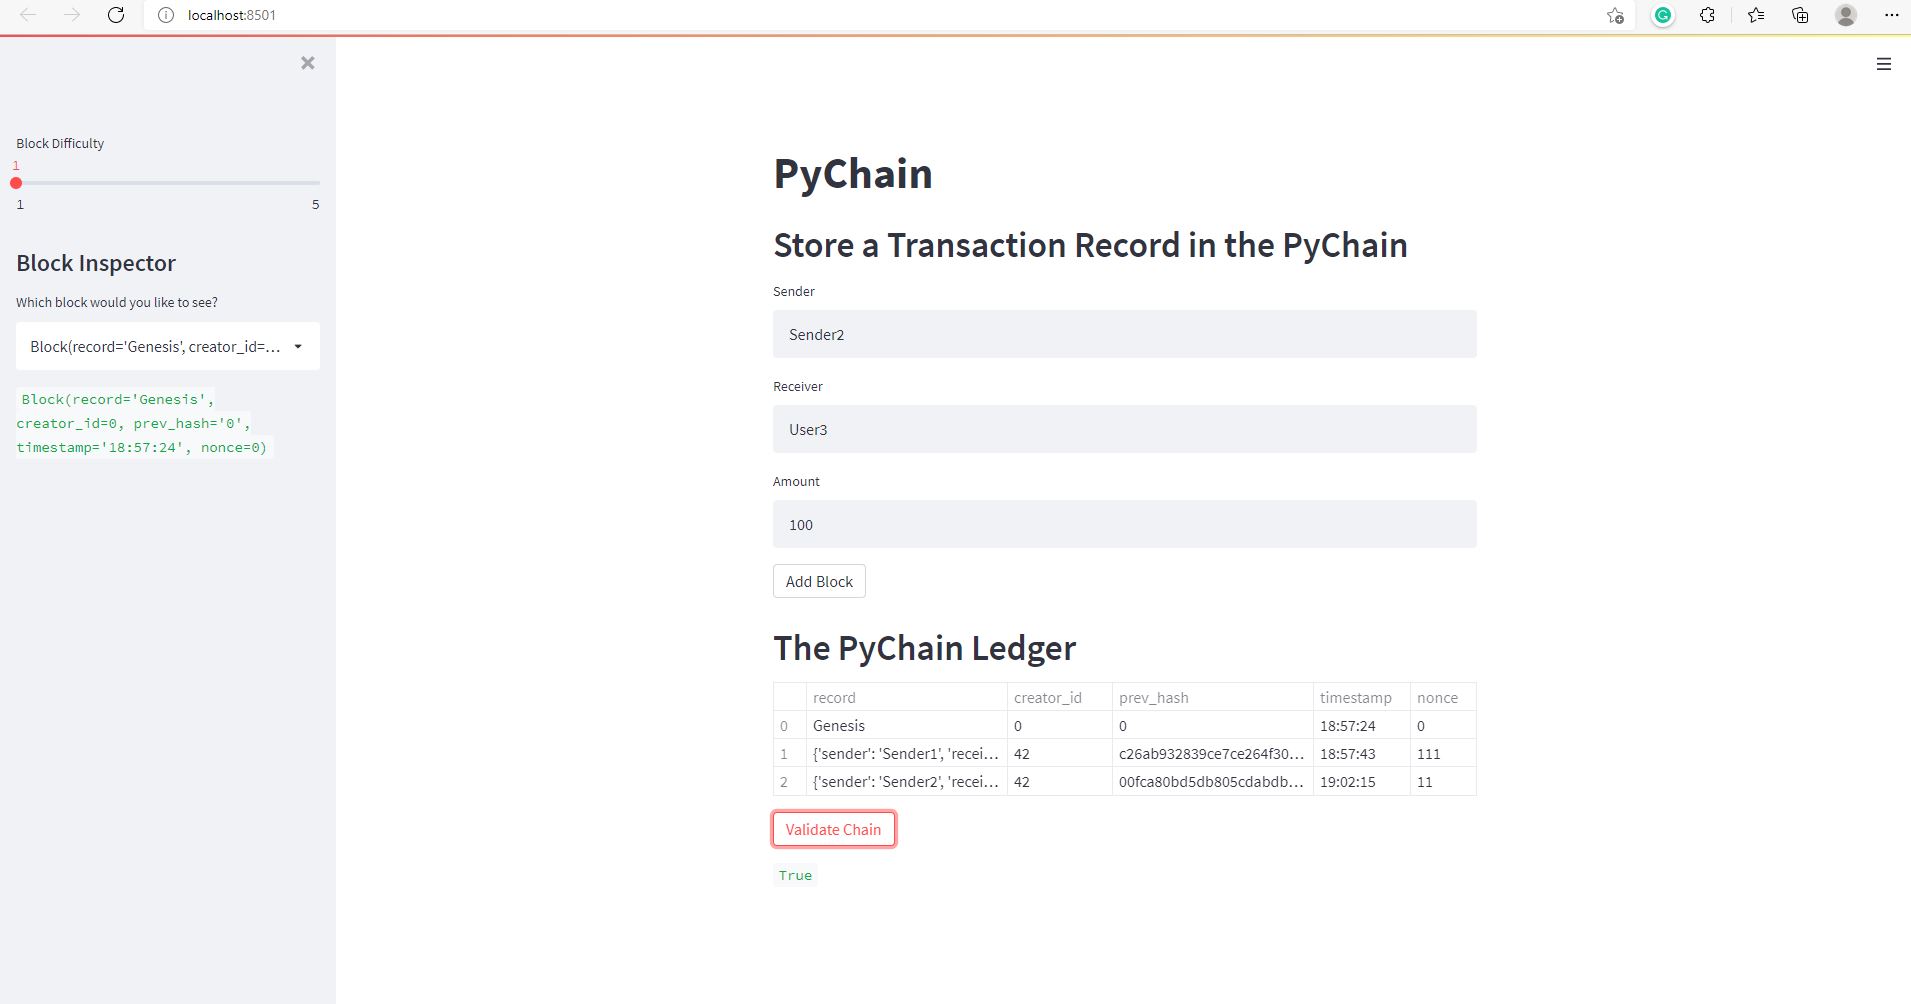 localhost:8501
Block Difficulty
1
1 5
Block Inspector
Which block would you like to see?
Block(record='Genesis', creator_id=...
Block(record='Genesis',
creator_id=0, prev_hash='0',
timestamp='18:57:24', nonce=0)
PyChain
Store a Transaction Record in the PyChain
Sender
Sender2
Receiver
User3
Amount
100
Add Block
The PyChain Ledger
record creator_id prev_hash timestamp nonce
0 Genesis 0 0 18:57:24 0
1 {'sender': 'Sender1', 'recei... 42 c26ab932839ce7ce264f30... 18:57:43 111
2 {'sender': 'Sender2', 'recei... 42 00fca80bd5db805cdabdb... 19:02:15 11
Validate Chain
True